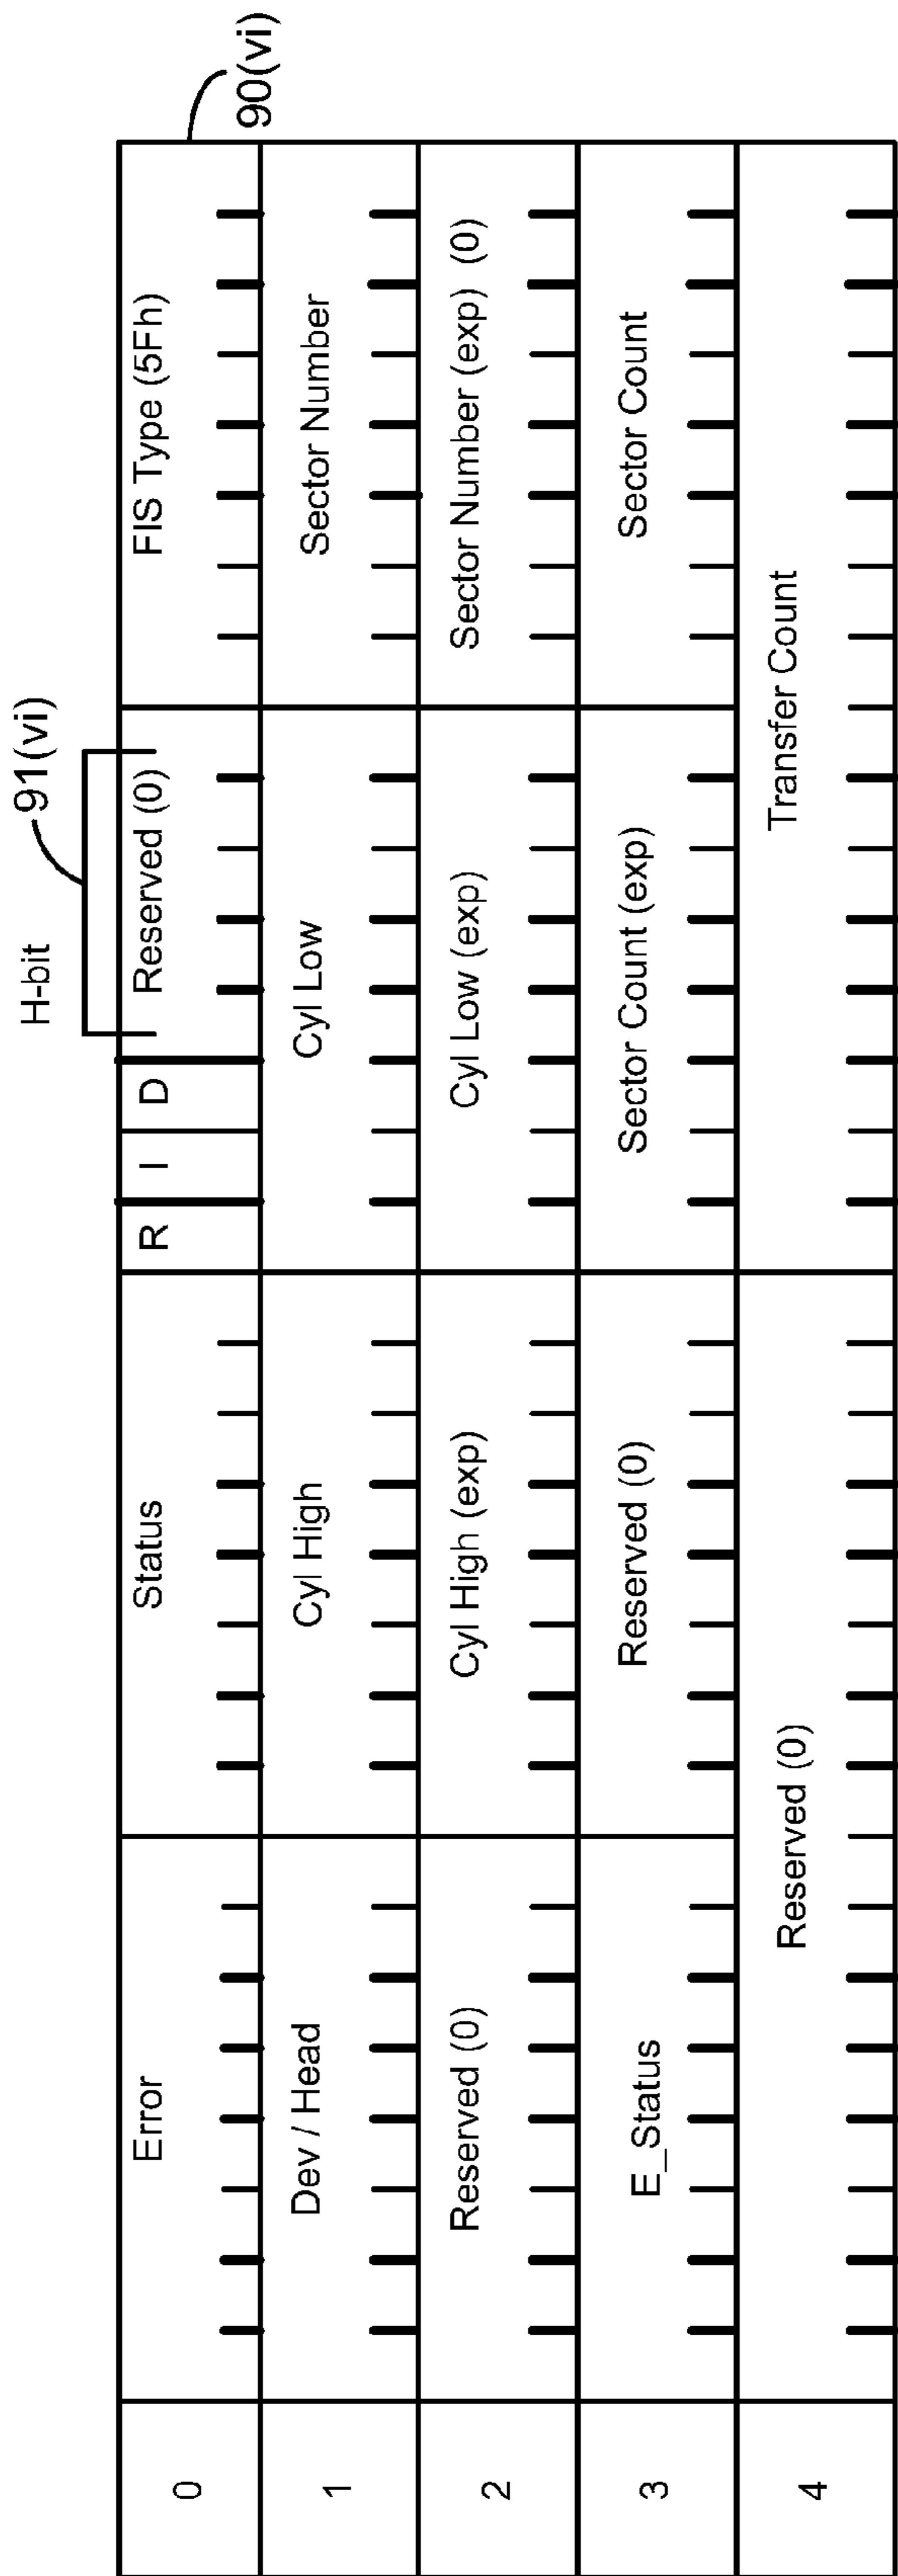 91(vi)
H-bit
90(vi)
0 Error Status R I D Reserved (0) FIS Type (5Fh)
1 Dev / Head Cyl High Cyl Low Sector Number
2 Reserved (0) Cyl High (exp) Cyl Low (exp) Sector Number (exp) (0)
3 E_Status Reserved (0) Sector Count (exp) Sector Count
4 Reserved (0) Transfer Count